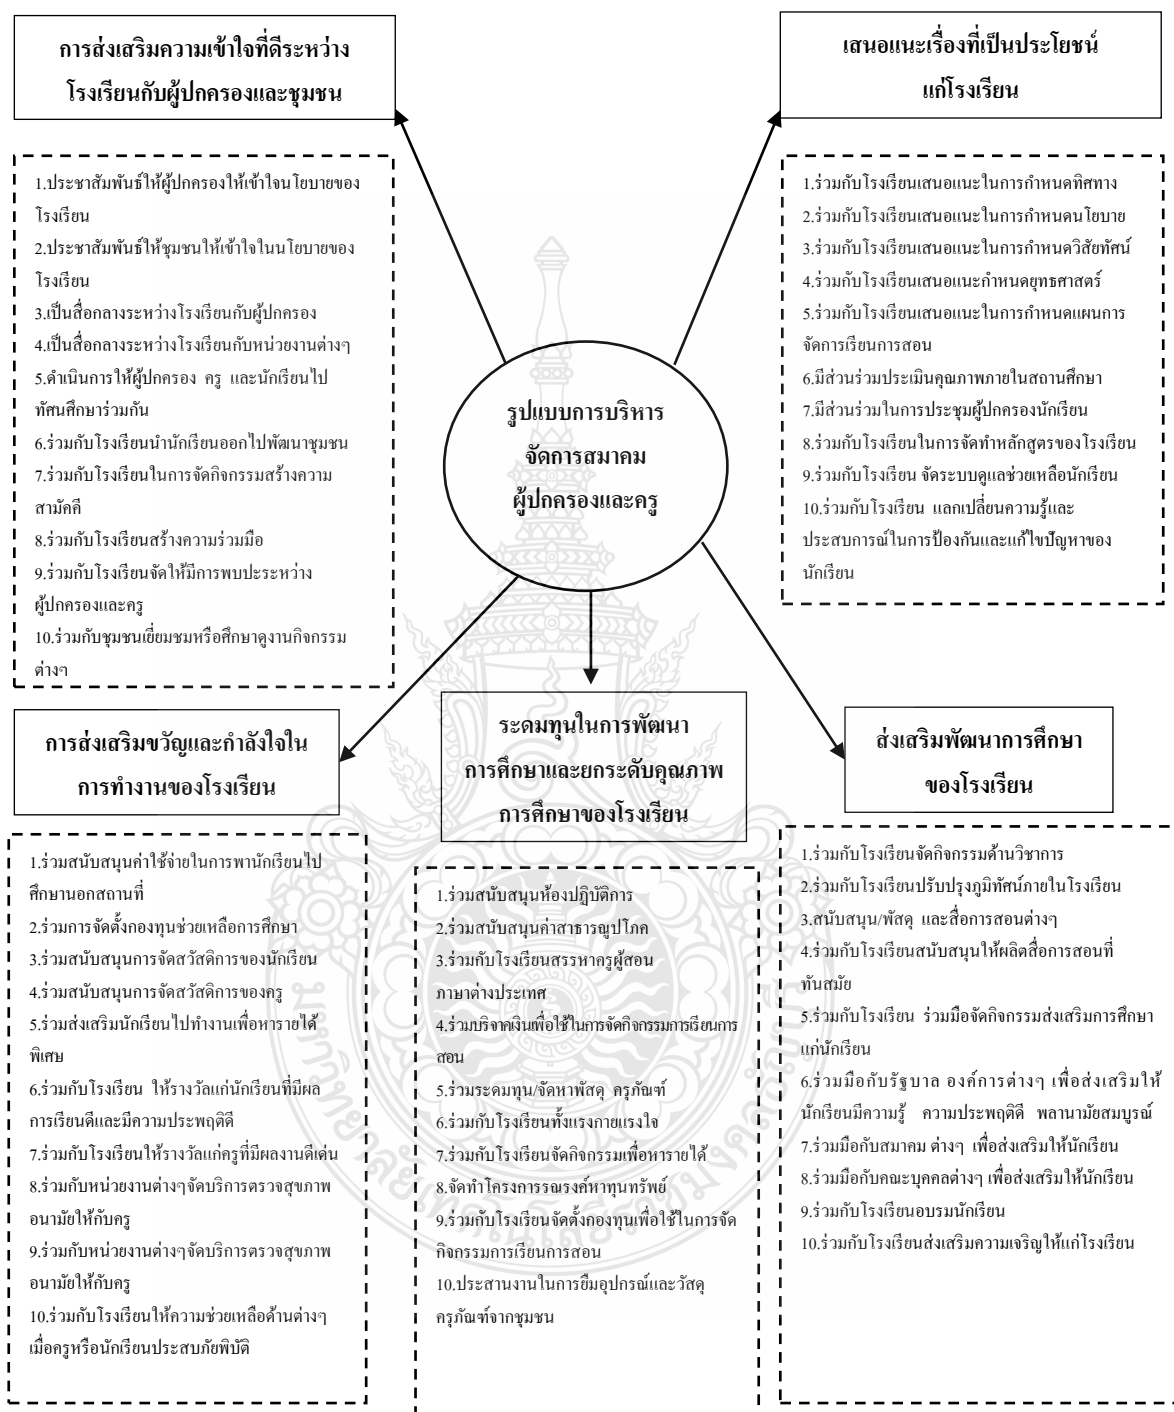 การส่งเสริมความเข้าใจที่ดีระหว่าง
โรงเรียนกับผู้ปกครองและชุมชน
1.ประชาสัมพันธ์ให้ผู้ปกครองให้เข้าใจนโยบายของ
โรงเรียน
2.ประชาสัมพันธ์ให้ชุมชนให้เข้าใจในนโยบายของ
โรงเรียน
3.เป็นสื่อกลางระหว่างโรงเรียนกับผู้ปกครอง
4.เป็นสื่อกลางระหว่างโรงเรียนกับหน่วยงานต่างๆ
5.ดำเนินการให้ผู้ปกครอง ครู และนักเรียนไป
ทัศนศึกษาร่วมกัน
6.ร่วมกับโรงเรียนนำนักเรียนออกไปพัฒนาชุมชน
7.ร่วมกับโรงเรียนในการจัดกิจกรรมสร้างความ
สามัคคี
8.ร่วมกับโรงเรียนสร้างความร่วมมือ
9.ร่วมกับโรงเรียนจัดให้มีการพบปะระหว่าง
ผู้ปกครองและครู
10.ร่วมกับชุมชนเยี่ยมชมหรือศึกษาดูงานกิจกรรม
ต่างๆ
เสนอแนะเรื่องที่เป็นประโยชน์
แก่โรงเรียน
1.ร่วมกับโรงเรียนเสนอแนะในการกำหนดทิศทาง
2.ร่วมกับโรงเรียนเสนอแนะในการกำหนดนโยบาย
3.ร่วมกับโรงเรียนเสนอแนะในการกำหนดวิสัยทัศน์
4.ร่วมกับโรงเรียนเสนอแนะกำหนดยุทธศาสตร์
5.ร่วมกับโรงเรียนเสนอแนะในการกำหนดแผนการ
จัดการเรียนการสอน
6.มีส่วนร่วมประเมินคุณภาพภายในสถานศึกษา
7.มีส่วนร่วมในการประชุมผู้ปกครองนักเรียน
8.ร่วมกับโรงเรียนในการจัดทำหลักสูตรของโรงเรียน
9.ร่วมกับโรงเรียน จัดระบบดูแลช่วยเหลือนักเรียน
10.ร่วมกับโรงเรียน แลกเปลี่ยนความรู้และ
ประสบการณ์ในการป้องกันและแก้ไขปัญหาของ
นักเรียน
รูปแบบการบริหาร
จัดการสมาคม
ผู้ปกครองและครู
การส่งเสริมขวัญและกำลังใจใน
การทำงานของโรงเรียน
1.ร่วมสนับสนุนค่าใช้จ่ายในการพานักเรียนไป
ศึกษานอกสถานที่
2.ร่วมการจัดตั้งกองทุนช่วยเหลือการศึกษา
3.ร่วมสนับสนุนการจัดสวัสดิการของนักเรียน
4.ร่วมสนับสนุนการจัดสวัสดิการของครู
5.ร่วมส่งเสริมนักเรียนไปทำงานเพื่อหารายได้
พิเศษ
6.ร่วมกับโรงเรียน ให้รางวัลแก่นักเรียนที่มีผล
การเรียนดีและมีความประพฤติดี
7.ร่วมกับโรงเรียนให้รางวัลแก่ครูที่มีผลงานดีเด่น
8.ร่วมกับหน่วยงานต่างๆจัดบริการตรวจสุขภาพ
อนามัยให้กับครู
9.ร่วมกับหน่วยงานต่างๆจัดบริการตรวจสุขภาพ
อนามัยให้กับครู
10.ร่วมกับโรงเรียนให้ความช่วยเหลือด้านต่างๆ
เมื่อครูหรือนักเรียนประสบภัยพิบัติ
ระดมทุนในการพัฒนา
การศึกษาและยกระดับคุณภาพ
การศึกษาของโรงเรียน
1.ร่วมสนับสนุนห้องปฏิบัติการ
2.ร่วมสนับสนุนค่าสาธารณูปโภค
3.ร่วมกับโรงเรียนสรรหาครูผู้สอน
ภาษาต่างประเทศ
4.ร่วมบริจาคเงินเพื่อใช้ในการจัดกิจกรรมการเรียนการ
สอน
5.ร่วมระดมทุน/จัดหาพัสดุ ครุภัณฑ์
6.ร่วมกับโรงเรียนทั้งแรงกายแรงใจ
7.ร่วมกับโรงเรียนจัดกิจกรรมเพื่อหารายได้
8.จัดทำโครงการรณรงค์หาทุนทรัพย์
9.ร่วมกับโรงเรียนจัดตั้งกองทุนเพื่อใช้ในการจัด
กิจกรรมการเรียนการสอน
10.ประสานงานในการยืมอุปกรณ์และวัสดุ
ครุภัณฑ์จากชุมชน
ส่งเสริมพัฒนาการศึกษา
ของโรงเรียน
1.ร่วมกับโรงเรียนจัดกิจกรรมด้านวิชาการ
2.ร่วมกับโรงเรียนปรับปรุงภูมิทัศน์ภายในโรงเรียน
3.สนับสนุน/พัสดุ และสื่อการสอนต่างๆ
4.ร่วมกับโรงเรียนสนับสนุนให้ผลิตสื่อการสอนที่
ทันสมัย
5.ร่วมกับโรงเรียน ร่วมมือจัดกิจกรรมส่งเสริมการศึกษา
แก่นักเรียน
6.ร่วมมือกับรัฐบาล องค์การต่างๆ เพื่อส่งเสริมให้
นักเรียนมีความรู้ ความประพฤติดี พลานามัยสมบูรณ์
7.ร่วมมือกับสมาคม ต่างๆ เพื่อส่งเสริมให้นักเรียน
8.ร่วมมือกับคณะบุคคลต่างๆ เพื่อส่งเสริมให้นักเรียน
9.ร่วมกับโรงเรียนอบรมนักเรียน
10.ร่วมกับโรงเรียนส่งเสริมความเจริญให้แก่โรงเรียน
มหาวิทยาลัยเทคโนโลยีราชมงคลธัญบุรี